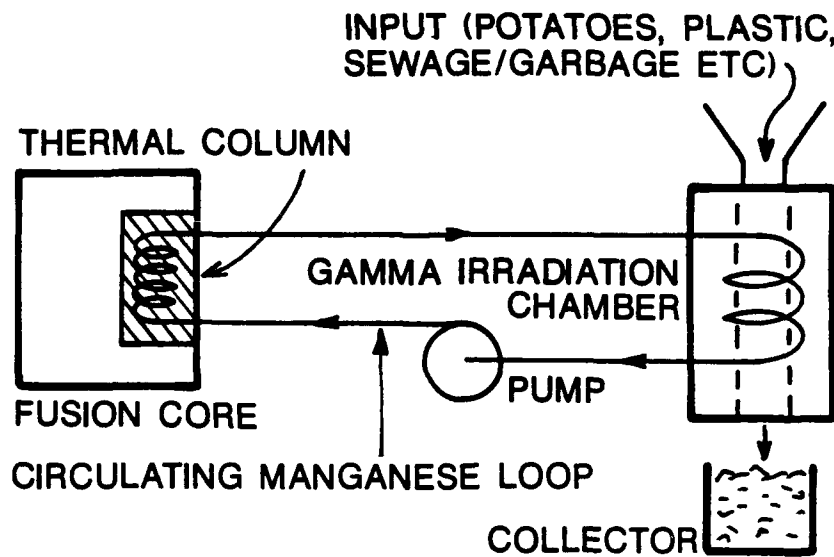 INPUT (POTATOES, PLASTIC,
SEWAGE/GARBAGE ETC)
THERMAL COLUMN
GAMMA IRRADIATION
CHAMBER
PUMP
FUSION CORE
CIRCULATING MANGANESE LOOP
COLLECTOR